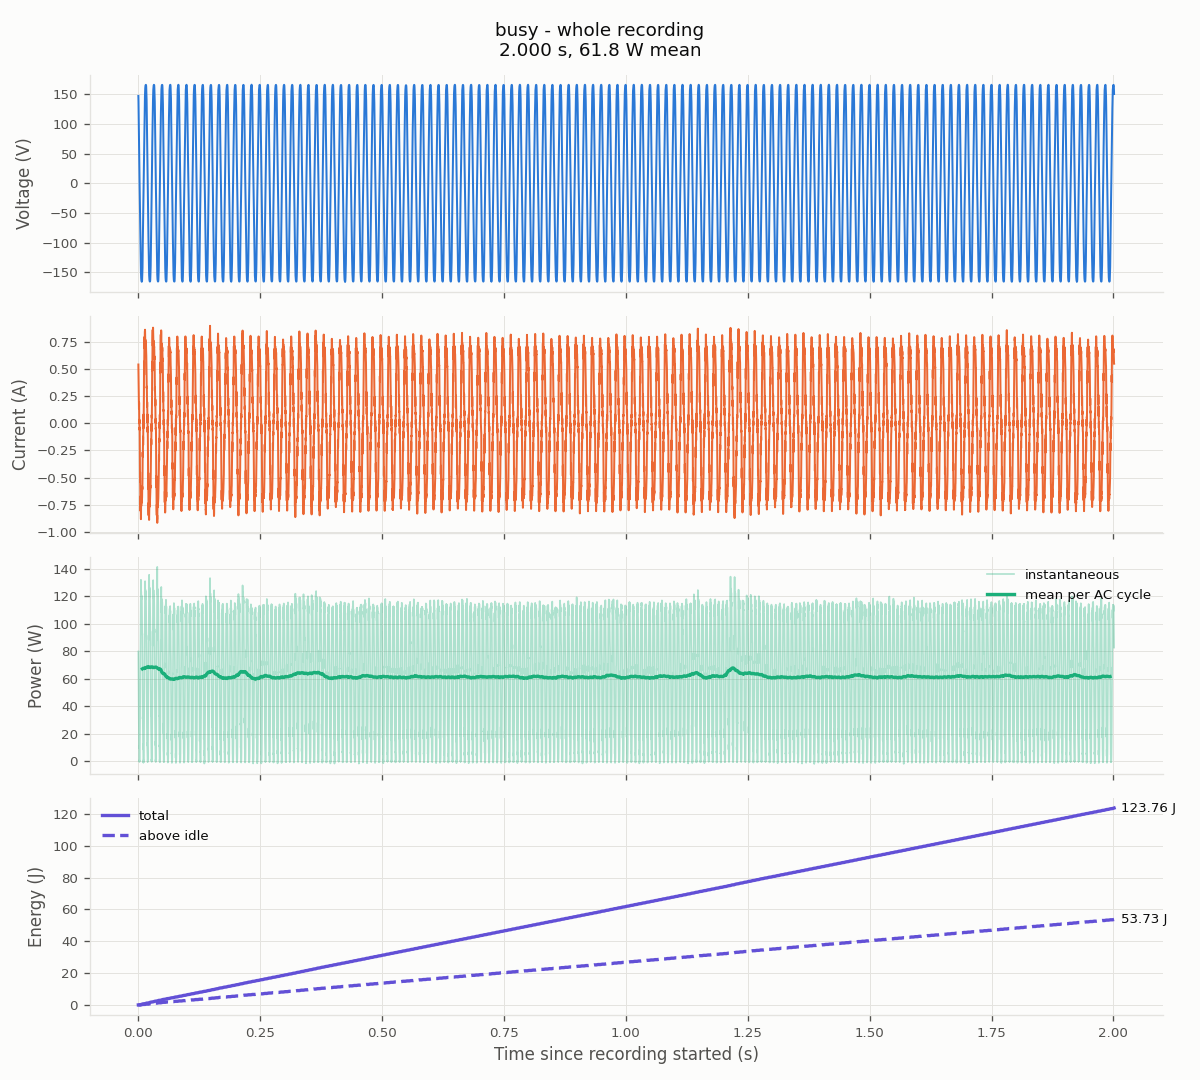 busy - whole recording
2.000 s, 61.8 W mean
Voltage (V)
150
100
50
0
−50
−100
−150
Current (A)
0.75
0.50
0.25
0.00
−0.25
−0.50
−0.75
−1.00
Power (W)
140
120
100
80
60
40
20
0
instantaneous
mean per AC cycle
Energy (J)
120
100
80
60
40
20
0
total
above idle
123.76 J
53.73 J
0.00 0.25 0.50 0.75 1.00 1.25 1.50 1.75 2.00
Time since recording started (s)